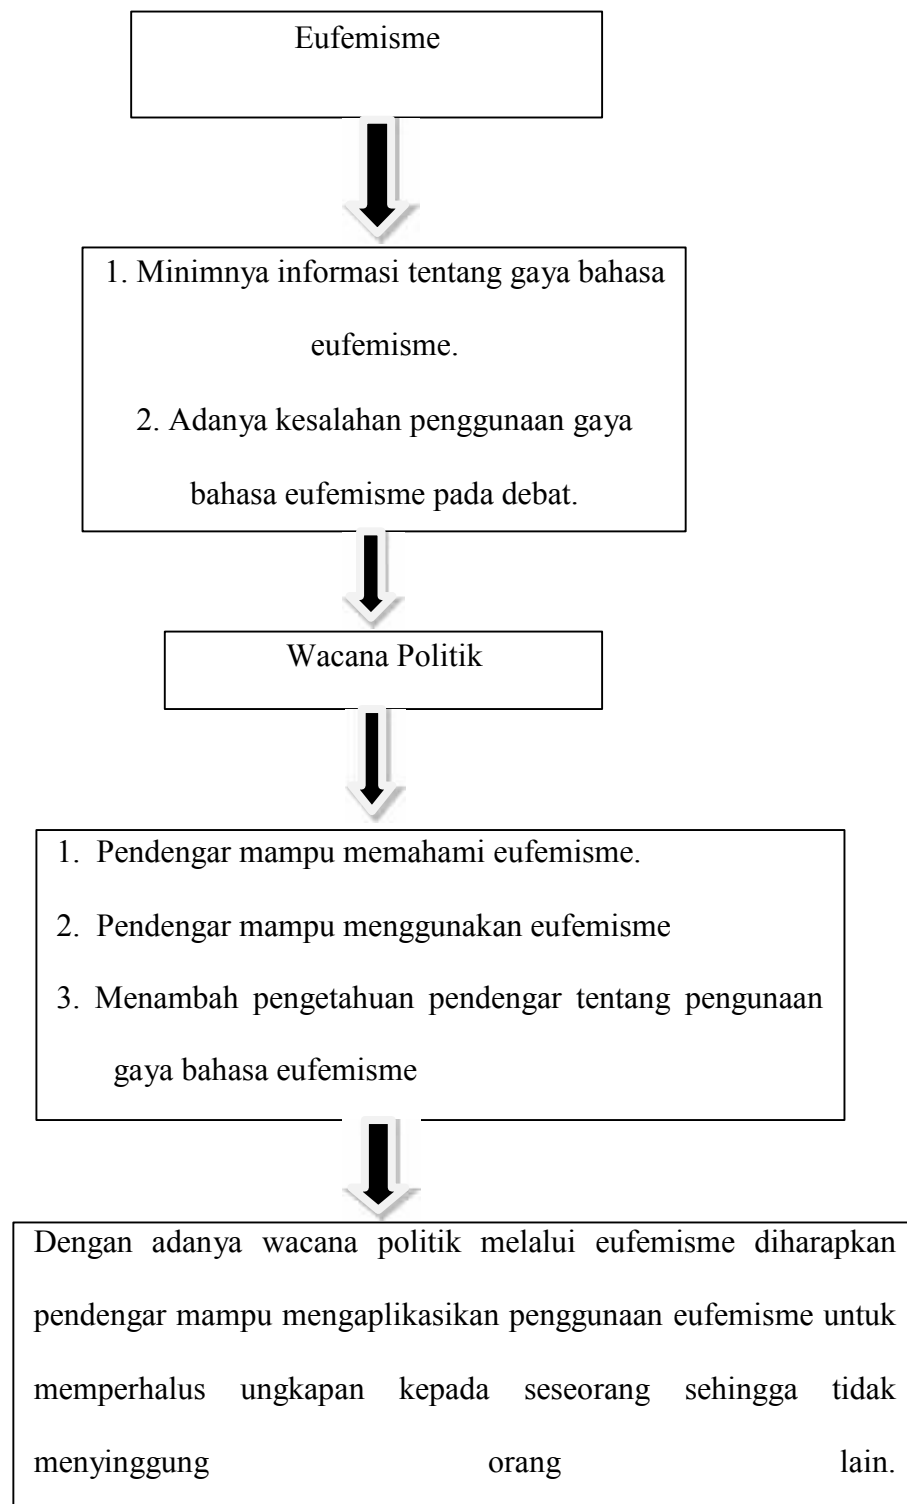 Eufemisme
1. Minimnya informasi tentang gaya bahasa
eufemisme.
2. Adanya kesalahan penggunaan gaya
bahasa eufemisme pada debat.
Wacana Politik
1. Pendengar mampu memahami eufemisme.
2. Pendengar mampu menggunakan eufemisme
3. Menambah pengetahuan pendengar tentang pengunaan
gaya bahasa eufemisme
Dengan adanya wacana politik melalui eufemisme diharapkan
pendengar mampu mengaplikasikan penggunaan eufemisme untuk
memperhalus ungkapan kepada seseorang sehingga tidak
menyinggung orang lain.